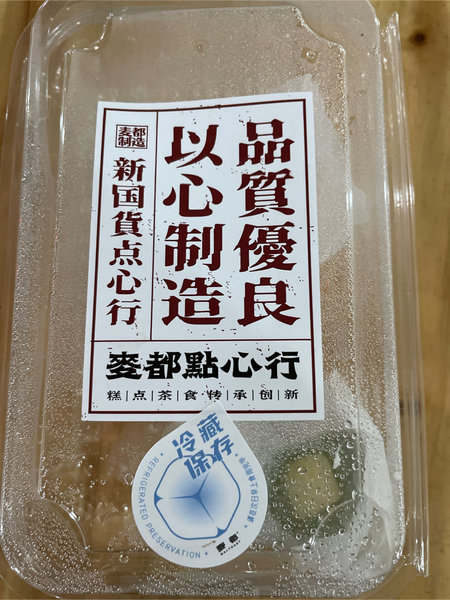 品質優良
以心制造
麦都
制造
新国貨点心行
麥都點心行
糕|点|茶|食|传|承|创|新
冷藏
保存
REFRIGERATED PRESERVATION